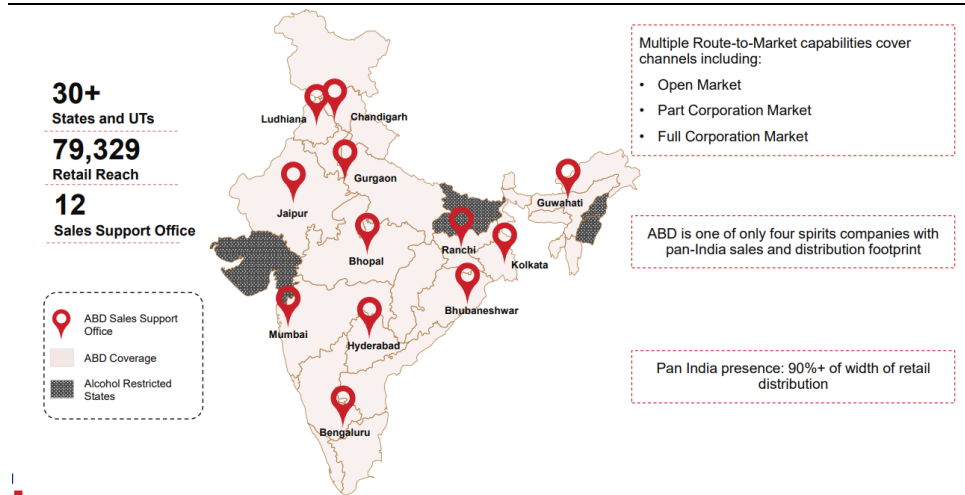 30+
States and UTs
79,329
Retail Reach
12
Sales Support Office
ABD Sales Support
Office
ABD Coverage
Alcohol Restricted
States
Ludhiana
Chandigarh
Gurgaon
Jaipur
Guwahati
Ranchi
Bhopal
Kolkata
Bhubaneshwar
Mumbai
Hyderabad
Bengaluru
Multiple Route-to-Market capabilities cover
channels including:
• Open Market
• Part Corporation Market
• Full Corporation Market
ABD is one of only four spirits companies with
pan-India sales and distribution footprint
Pan India presence: 90%+ of width of retail
distribution